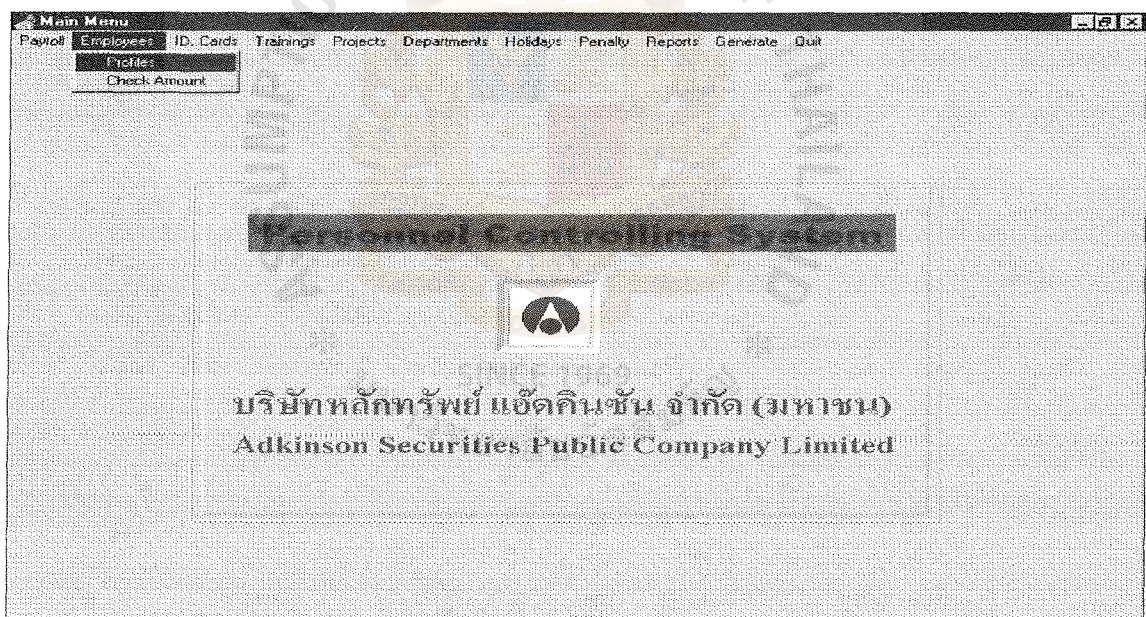 Main Menu
Payroll Employees ID. Cards Trainings Projects Departments Holidays Penalty Reports Generate Quit
Profiles
Check Amount
Personnel Controlling System
SINCE 1969
บริษัทหลักทรัพย์ แอ๊ดคินซัน จำกัด (มหาชน)
Adkinson Securities Public Company Limited